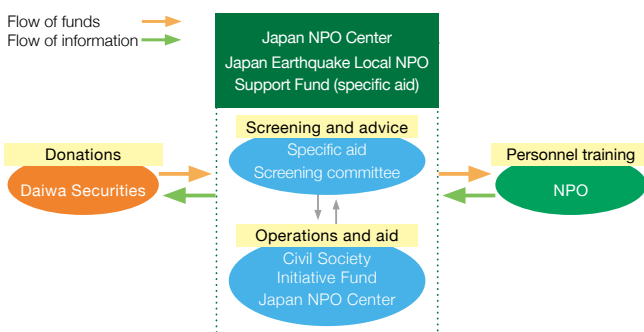 Flow of funds
Flow of information
Japan NPO Center
Japan Earthquake Local NPO
Support Fund (specific aid)
Screening and advice
Specific aid
Screening committee
Donations
Daiwa Securities
Personnel training
NPO
Operations and aid
Civil Society
Initiative Fund
Japan NPO Center